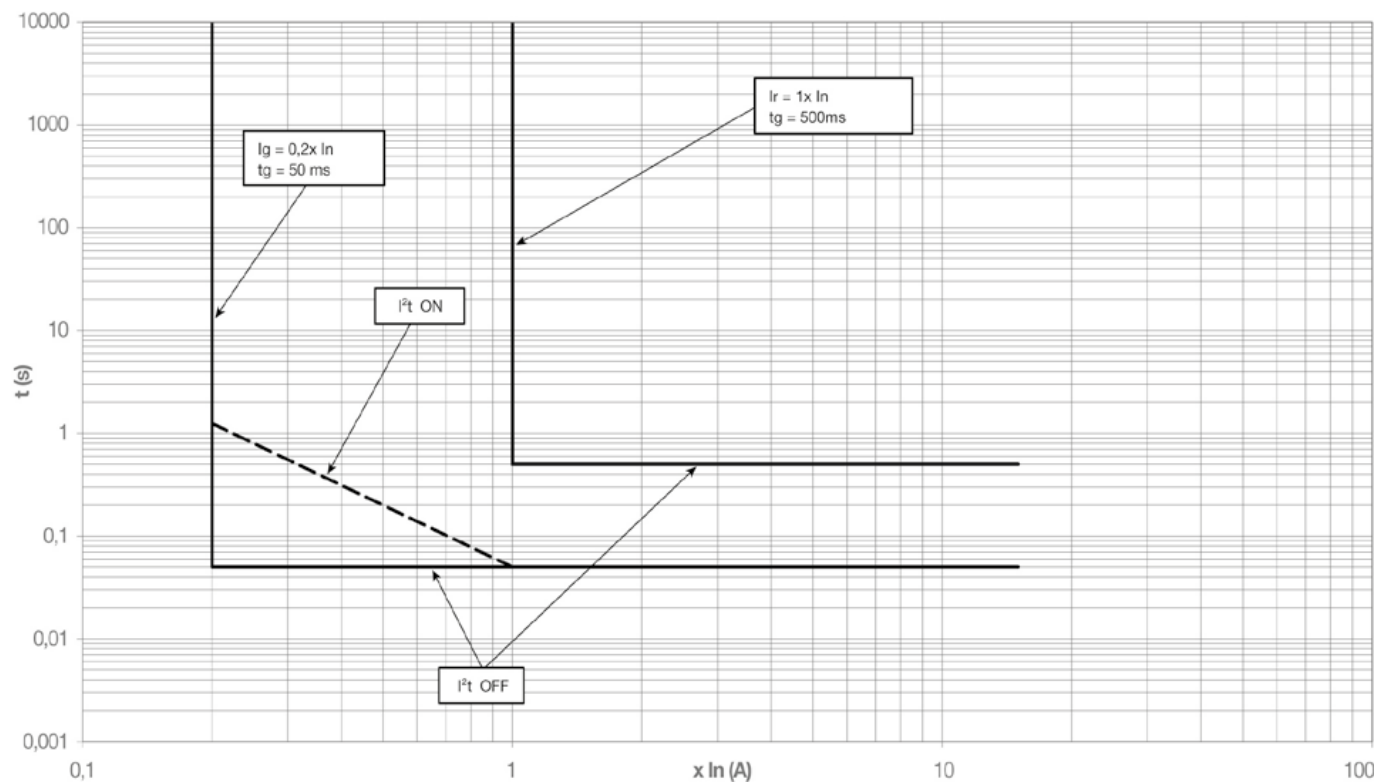 10000
1000
100
10
1
0,1
0,01
0,001
t (s)
Ig = 0,2x In
tg = 50 ms
Ir = 1x In
tg = 500ms
I²t ON
I²t OFF
0,1
1
x In (A)
10
100